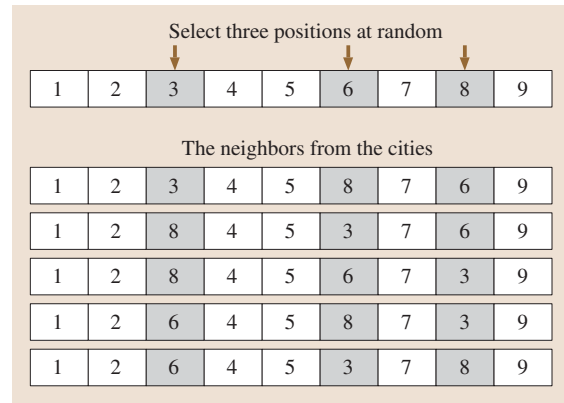 Select three positions at random
1 2 3 4 5 6 7 8 9
The neighbors from the cities
1 2 3 4 5 8 7 6 9
1 2 8 4 5 3 7 6 9
1 2 8 4 5 6 7 3 9
1 2 6 4 5 8 7 3 9
1 2 6 4 5 3 7 8 9